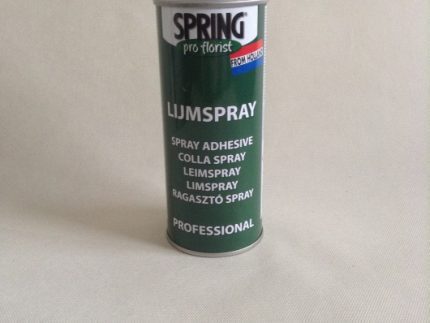 SPRING
pro florist
FROM HOLLAND
LIJMSPRAY
SPRAY ADHESIVE
COLLA SPRAY
LEIMSPRAY
LIMSPRAY
RAGASZTÓ SPRAY
PROFESSIONAL